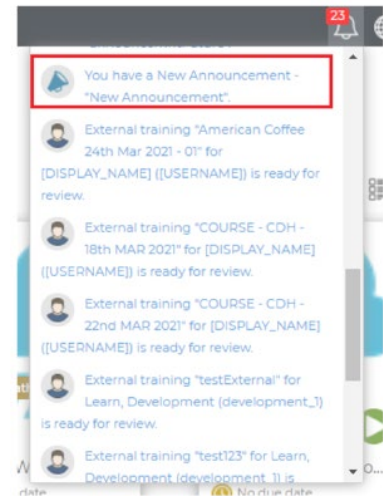 23
You have a New Announcement -
"New Announcement".
External training "American Coffee
24th Mar 2021 - 01" for
[DISPLAY_NAME] ([USERNAME]) is ready for
review.
External training "COURSE - CDH -
18th MAR 2021" for [DISPLAY_NAME]
([USERNAME]) is ready for review.
External training "COURSE - CDH -
22nd MAR 2021" for [DISPLAY_NAME]
([USERNAME]) is ready for review.
External training "testExternal" for
Learn, Development (development_1)
is ready for review.
External training "test123" for Learn,
Development (development_1) is
date
No due date